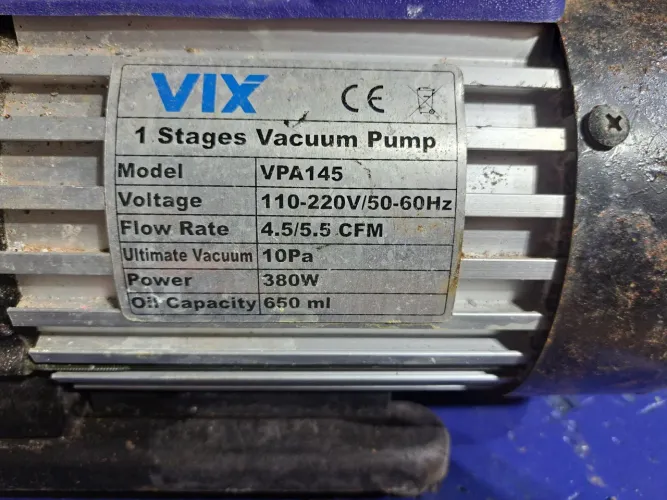 VIX CE
1 Stages Vacuum Pump
Model VPA145
Voltage 110-220V/50-60Hz
Flow Rate 4.5/5.5 CFM
Ultimate Vacuum 10Pa
Power 380W
Oil Capacity 650 ml